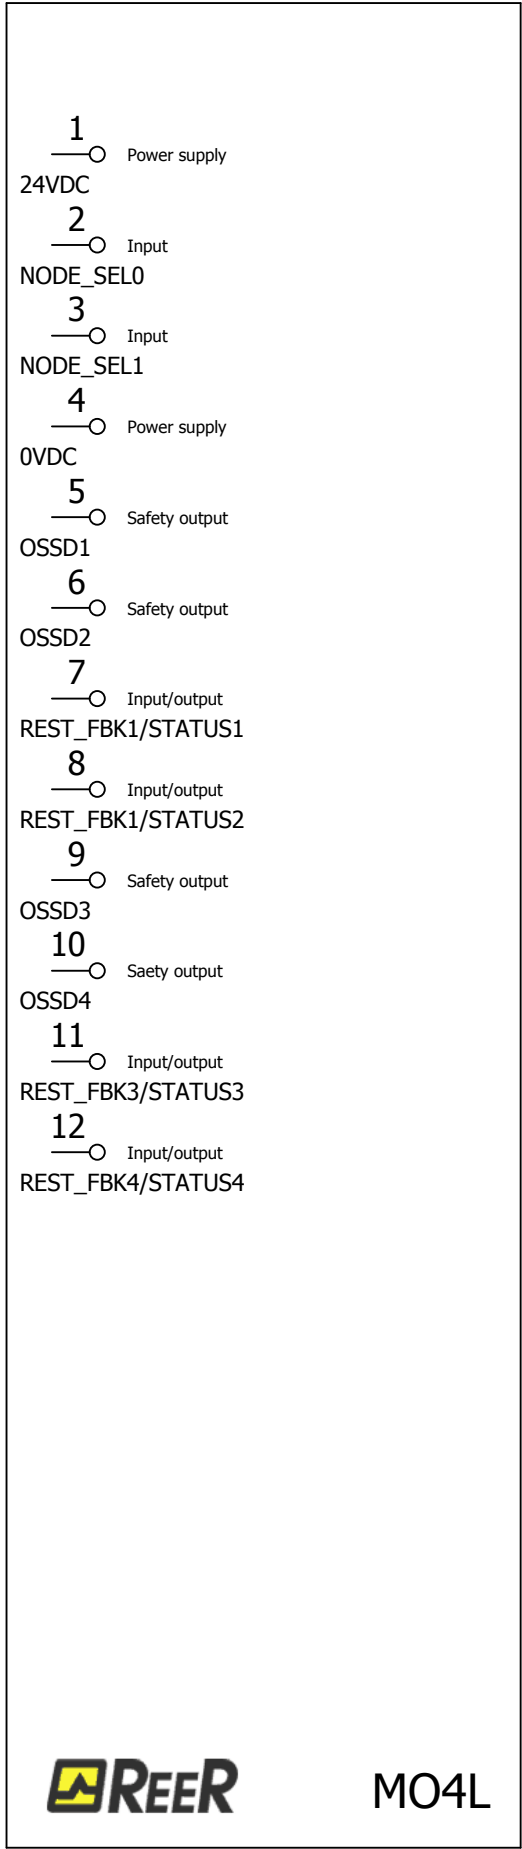 1
Power supply
24VDC
2
Input
NODE_SEL0
3
Input
NODE_SEL1
4
Power supply
0VDC
5
Safety output
OSSD1
6
Safety output
OSSD2
7
Input/output
REST_FBK1/STATUS1
8
Input/output
REST_FBK1/STATUS2
9
Safety output
OSSD3
10
Saety output
OSSD4
11
Input/output
REST_FBK3/STATUS3
12
Input/output
REST_FBK4/STATUS4
REER MO4L